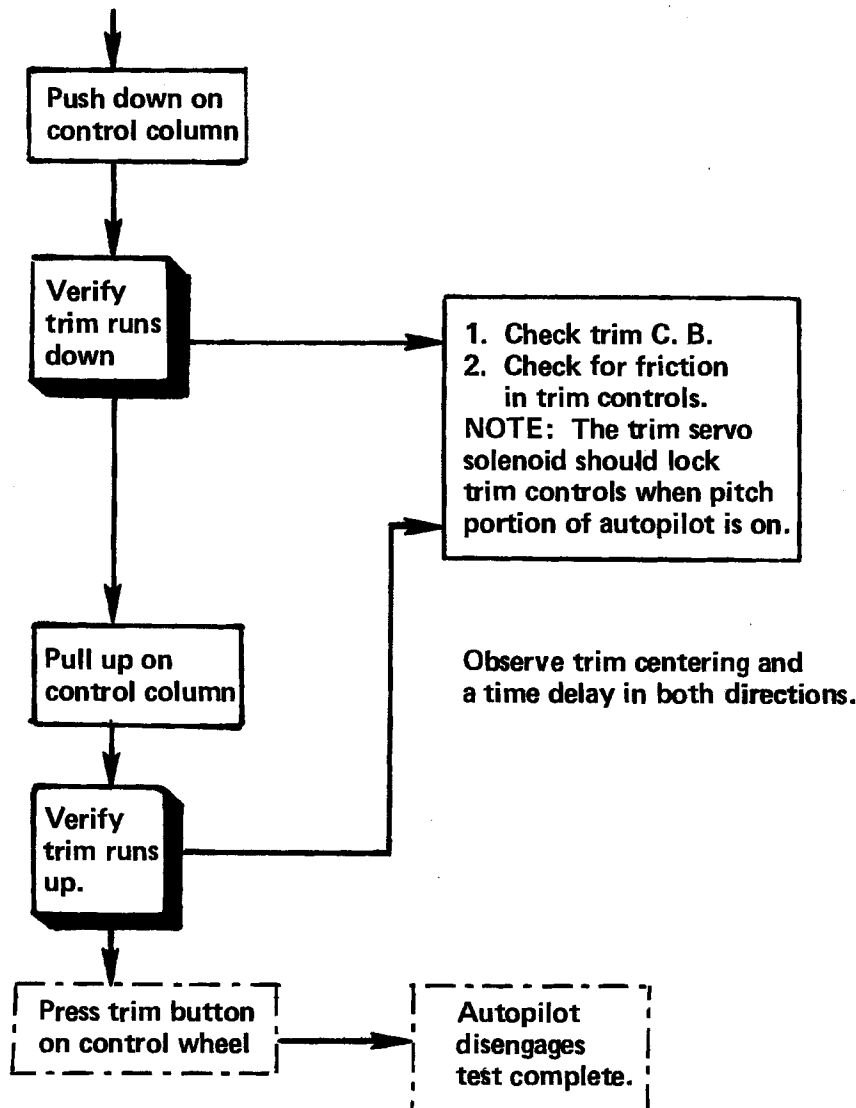 Push down on
control column
Verify
trim runs
down
1. Check trim C. B.
2. Check for friction
in trim controls.
NOTE: The trim servo
solenoid should lock
trim controls when pitch
portion of autopilot is on.
Pull up on
control column
Observe trim centering and
a time delay in both directions.
Verify
trim runs
up.
Press trim button
on control wheel
Autopilot
disengages
test complete.